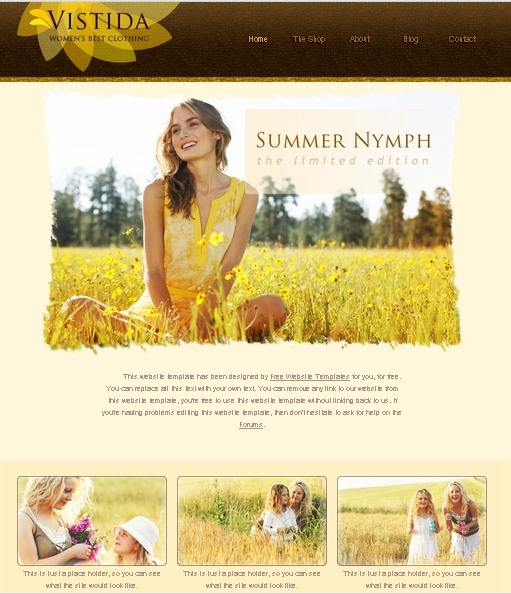 VISTIDA
WOMEN'S BEST CLOTHING
Home The Shop About Blog Contact
SUMMER NYMPH
the limited edition
This website template has been designed by Free Website Templates for you, for free.
You can replace all this text with your own text. You can remove any link to our website from
this website template, you're free to use this website template without linking back to us. If
you're having problems editing this website template, then don't hesitate to ask for help on the
Forums.
This is just a place holder, so you can see
what the site would look like.
This is just a place holder, so you can see
what the site would look like.
This is just a place holder, so you can see
what the site would look like.